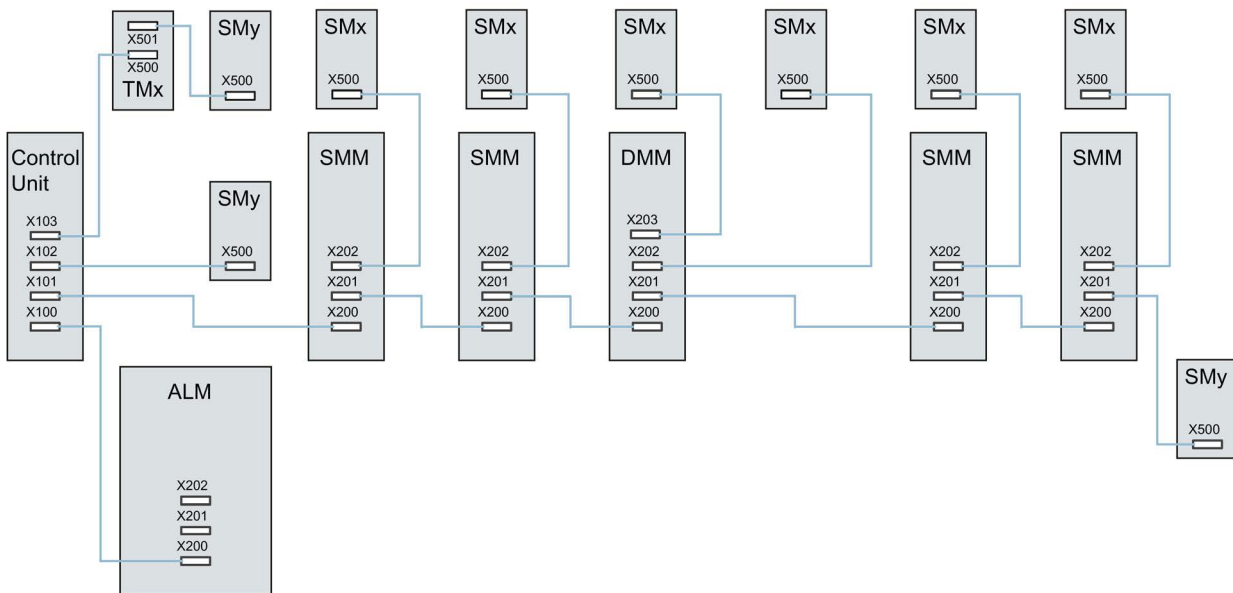 X501
X500
TMx
SMy
X500
SMx
X500
SMx
X500
SMx
X500
SMx
X500
SMx
X500
SMx
X500
Control
Unit
X103
X102
X101
X100
SMy
X500
SMM
X202
X201
X200
SMM
X202
X201
X200
DMM
X203
X202
X201
X200
SMM
X202
X201
X200
SMM
X202
X201
X200
ALM
X202
X201
X200
SMy
X500